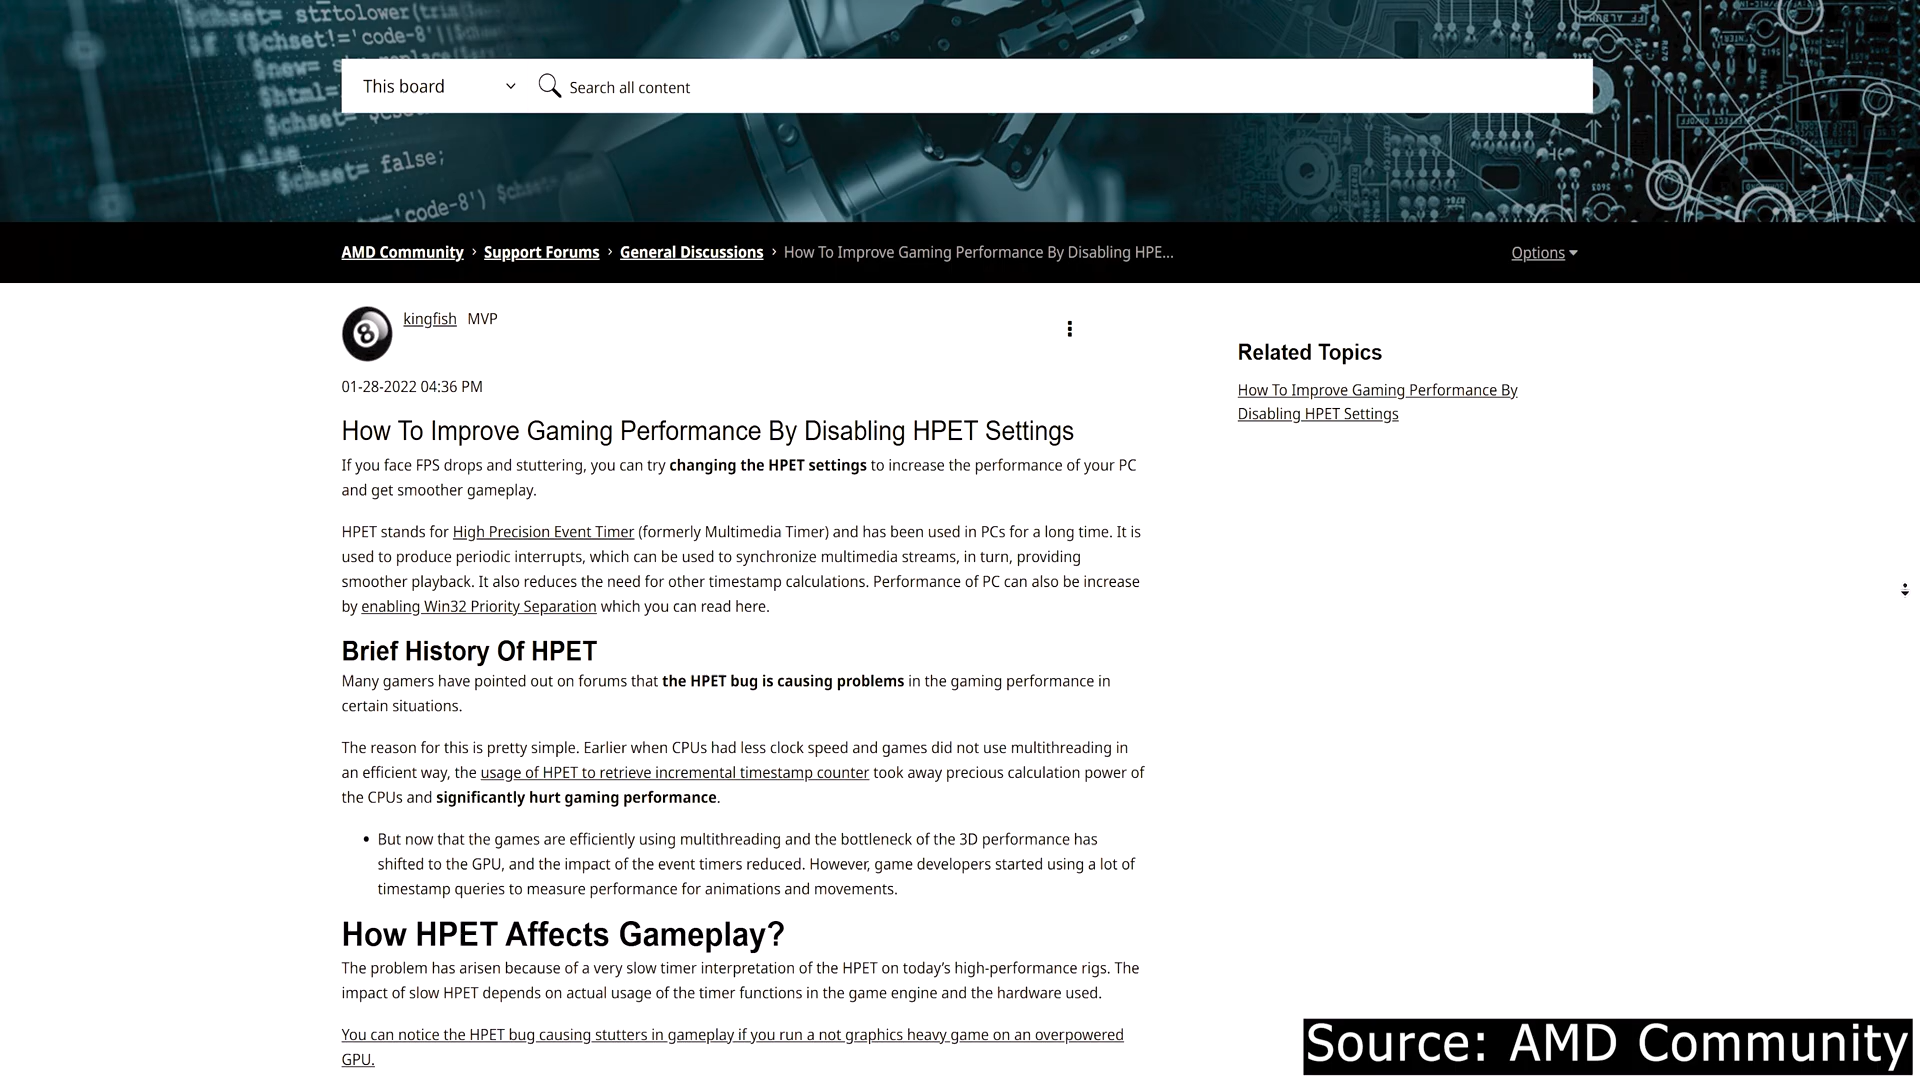 $chset= strtolower(
if ($chset!='code-8'
$new=
$html=
$chset=
else
$chset= false;
='code-8') $chset=
This board
Search all content
AMD Community › Support Forums › General Discussions › How To Improve Gaming Performance By Disabling HPE...
Options
kingfish MVP
01-28-2022 04:36 PM
How To Improve Gaming Performance By Disabling HPET Settings
If you face FPS drops and stuttering, you can try changing the HPET settings to increase the performance of your PC
and get smoother gameplay.
HPET stands for High Precision Event Timer (formerly Multimedia Timer) and has been used in PCs for a long time. It is
used to produce periodic interrupts, which can be used to synchronize multimedia streams, in turn, providing
smoother playback. It also reduces the need for other timestamp calculations. Performance of PC can also be increase
by enabling Win32 Priority Separation which you can read here.
Brief History Of HPET
Many gamers have pointed out on forums that the HPET bug is causing problems in the gaming performance in
certain situations.
The reason for this is pretty simple. Earlier when CPUs had less clock speed and games did not use multithreading in
an efficient way, the usage of HPET to retrieve incremental timestamp counter took away precious calculation power of
the CPUs and significantly hurt gaming performance.
• But now that the games are efficiently using multithreading and the bottleneck of the 3D performance has
shifted to the GPU, and the impact of the event timers reduced. However, game developers started using a lot of
timestamp queries to measure performance for animations and movements.
How HPET Affects Gameplay?
The problem has arisen because of a very slow timer interpretation of the HPET on today's high-performance rigs. The
impact of slow HPET depends on actual usage of the timer functions in the game engine and the hardware used.
You can notice the HPET bug causing stutters in gameplay if you run a not graphics heavy game on an overpowered
GPU.
Related Topics
How To Improve Gaming Performance By
Disabling HPET Settings
Source: AMD Community